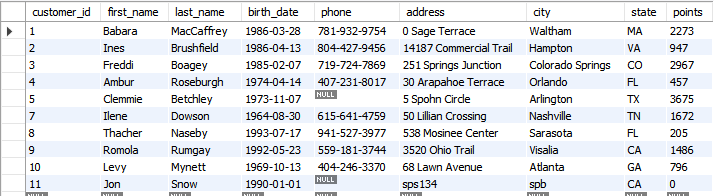 customer_id first_name last_name birth_date phone address city state points
1 Babara MacCaffrey 1986-03-28 781-932-9754 0 Sage Terrace Waltham MA 2273
2 Ines Brushfield 1986-04-13 804-427-9456 14187 Commercial Trail Hampton VA 947
3 Freddi Boagey 1985-02-07 719-724-7869 251 Springs Junction Colorado Springs CO 2967
4 Ambur Roseburgh 1974-04-14 407-231-8017 30 Arapahoe Terrace Orlando FL 457
5 Clemmie Betchley 1973-11-07 NULL 5 Spohn Circle Arlington TX 3675
7 Ilene Dowson 1964-08-30 615-641-4759 50 Lillian Crossing Nashville TN 1672
8 Thacher Naseby 1993-07-17 941-527-3977 538 Mosinee Center Sarasota FL 205
9 Romola Rumgay 1992-05-23 559-181-3744 3520 Ohio Trail Visalia CA 1486
10 Levy Mynett 1969-10-13 404-246-3370 68 Lawn Avenue Atlanta GA 796
11 Jon Snow 1990-01-01 NULL sps134 spb CA 0